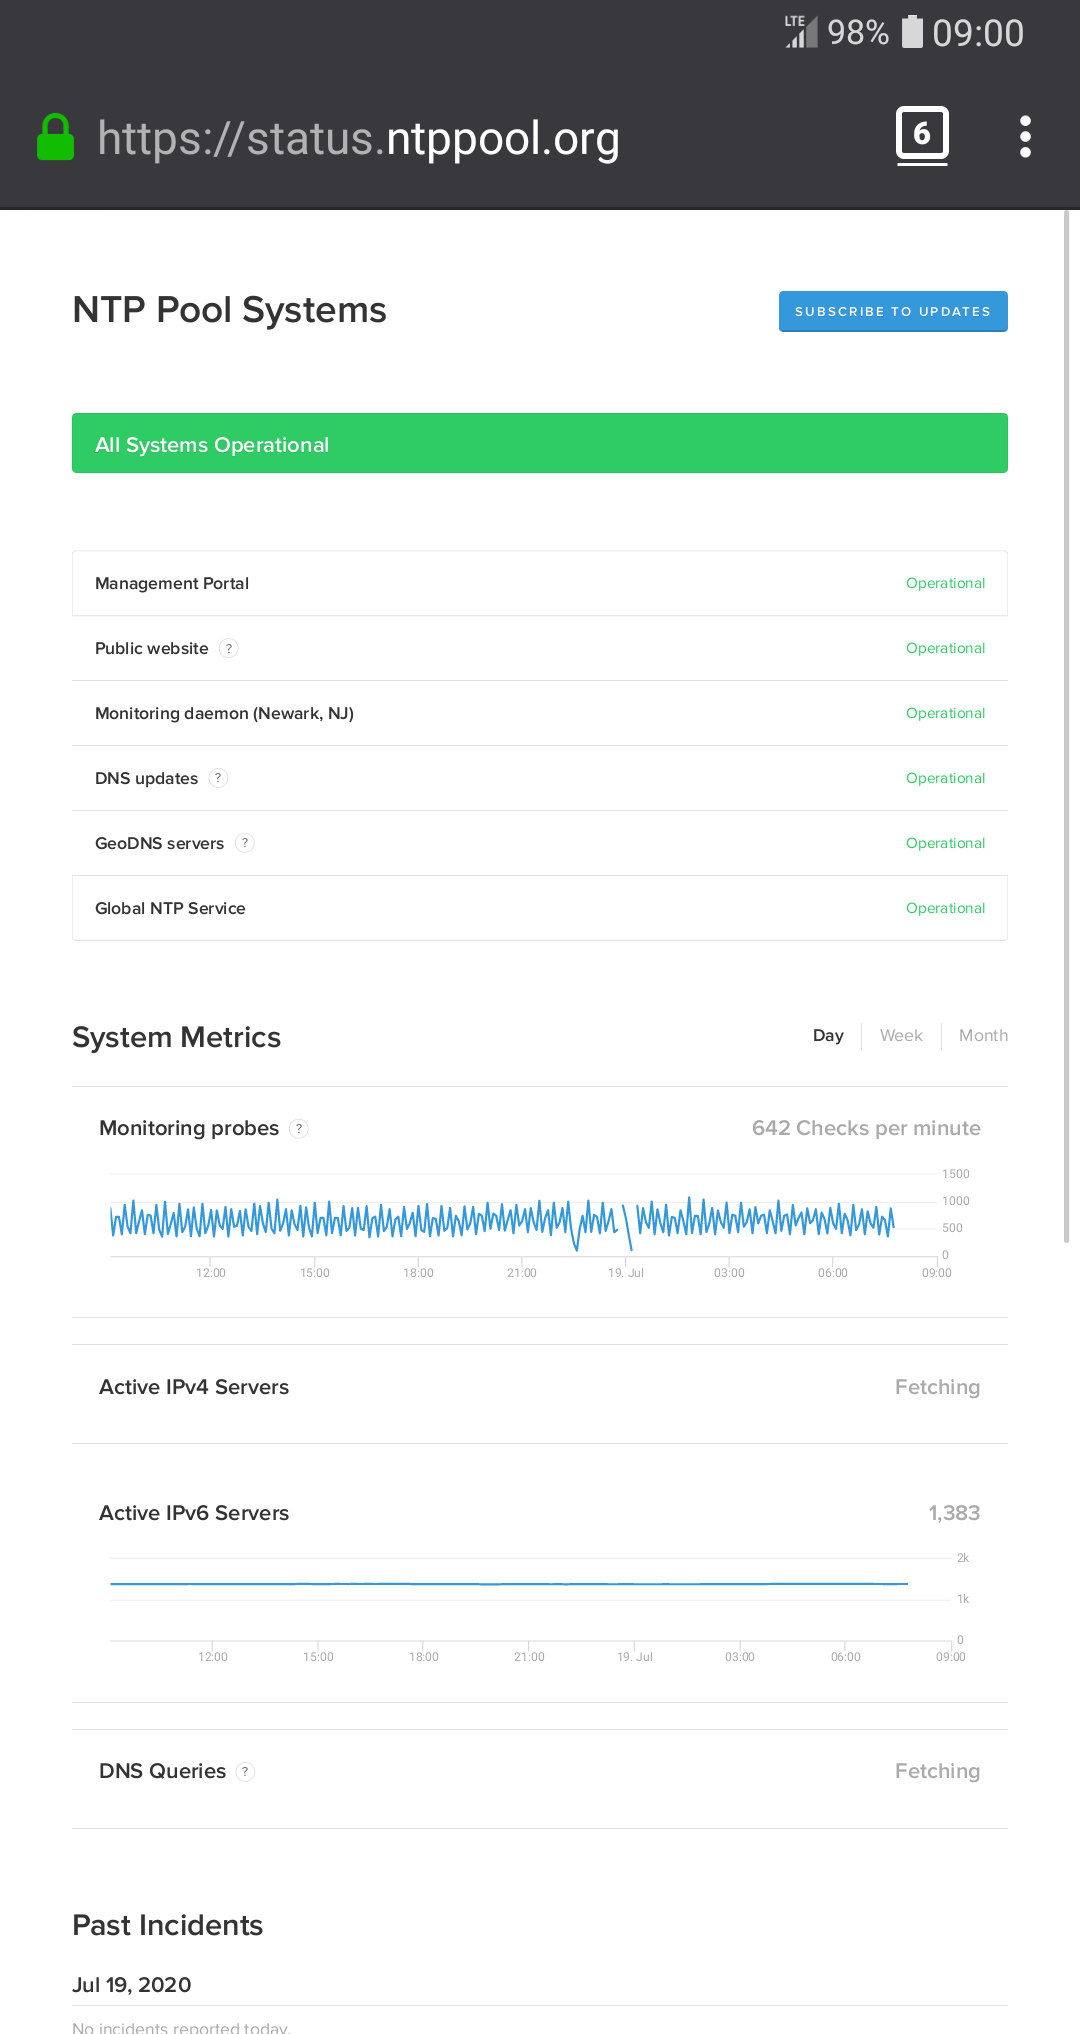 LTE 98% 09:00
https://status.ntppool.org 6
NTP Pool Systems
SUBSCRIBE TO UPDATES
All Systems Operational
Management Portal Operational
Public website ? Operational
Monitoring daemon (Newark, NJ) Operational
DNS updates ? Operational
GeoDNS servers ? Operational
Global NTP Service Operational
System Metrics
Day Week Month
Monitoring probes ? 642 Checks per minute
1500
1000
500
0
12:00 15:00 18:00 21:00 19. Jul 03:00 06:00 09:00
Active IPv4 Servers Fetching
Active IPv6 Servers 1,383
2k
1k
0
12:00 15:00 18:00 21:00 19. Jul 03:00 06:00 09:00
DNS Queries ? Fetching
Past Incidents
Jul 19, 2020
No incidents reported today.